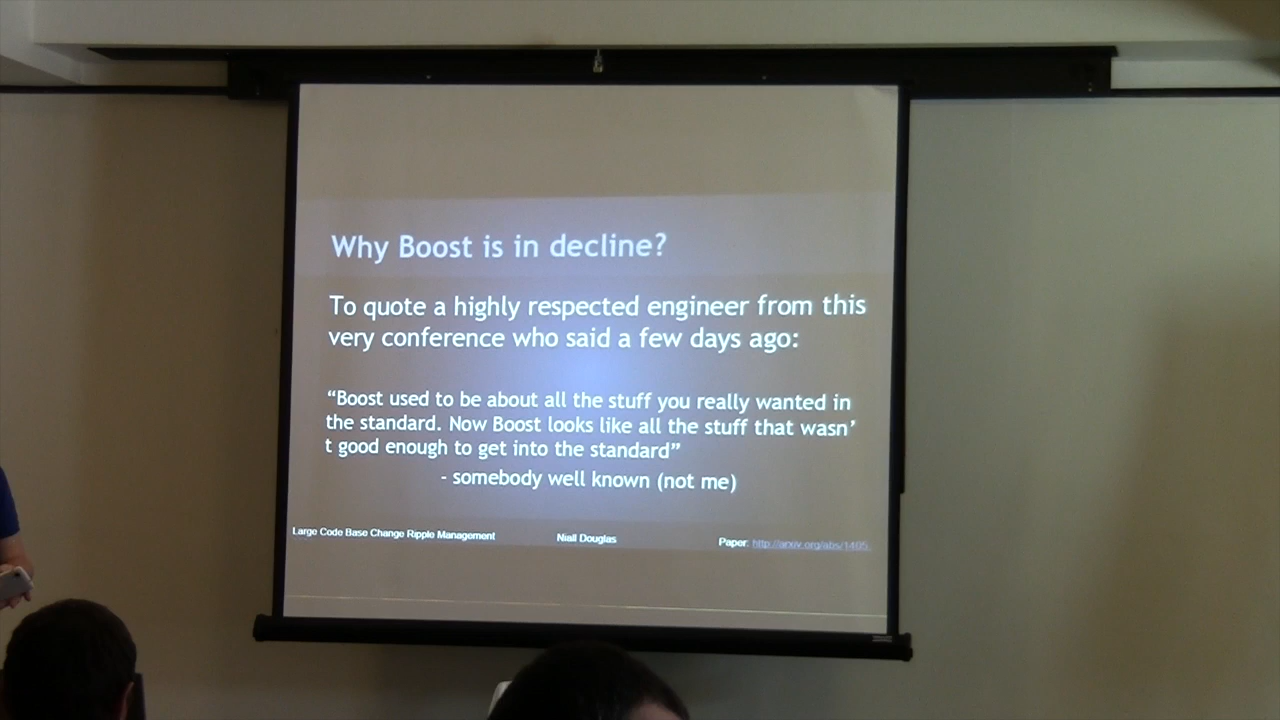 Why Boost is in decline?
To quote a highly respected engineer from this
very conference who said a few days ago:
“Boost used to be about all the stuff you really wanted in
the standard. Now Boost looks like all the stuff that wasn’
t good enough to get into the standard”
- somebody well known (not me)
Large Code Base Change Ripple Management
Niall Douglas
Paper: http://arxiv.org/abs/1405.